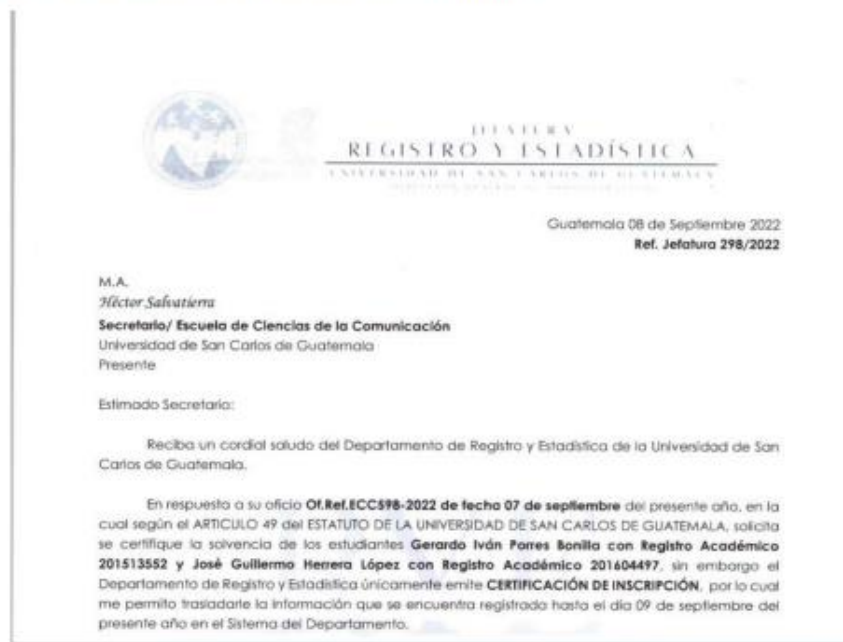 JEFATURA
REGISTRO Y ESTADÍSTICA
UNIVERSIDAD DE SAN CARLOS DE GUATEMALA
Guatemala 08 de Septiembre 2022
Ref. Jefatura 298/2022
M.A.
Héctor Salvatierra
Secretario/ Escuela de Ciencias de la Comunicación
Universidad de San Carlos de Guatemala
Presente
Estimado Secretario:
Reciba un cordial saludo del Departamento de Registro y Estadística de la Universidad de San
Carlos de Guatemala.
En respuesta a su oficio Of.Ref.ECC598-2022 de fecha 07 de septiembre del presente año, en la
cual según el ARTICULO 49 del ESTATUTO DE LA UNIVERSIDAD DE SAN CARLOS DE GUATEMALA, solicita
se certifique la solvencia de los estudiantes Gerardo Iván Porres Bonilla con Registro Académico
201513552 y José Guillermo Herrera López con Registro Académico 201604497, sin embargo el
Departamento de Registro y Estadística únicamente emite CERTIFICACIÓN DE INSCRIPCIÓN, por lo cual
me permito trasladarle la información que se encuentra registrada hasta el día 09 de septiembre del
presente año en el Sistema del Departamento.